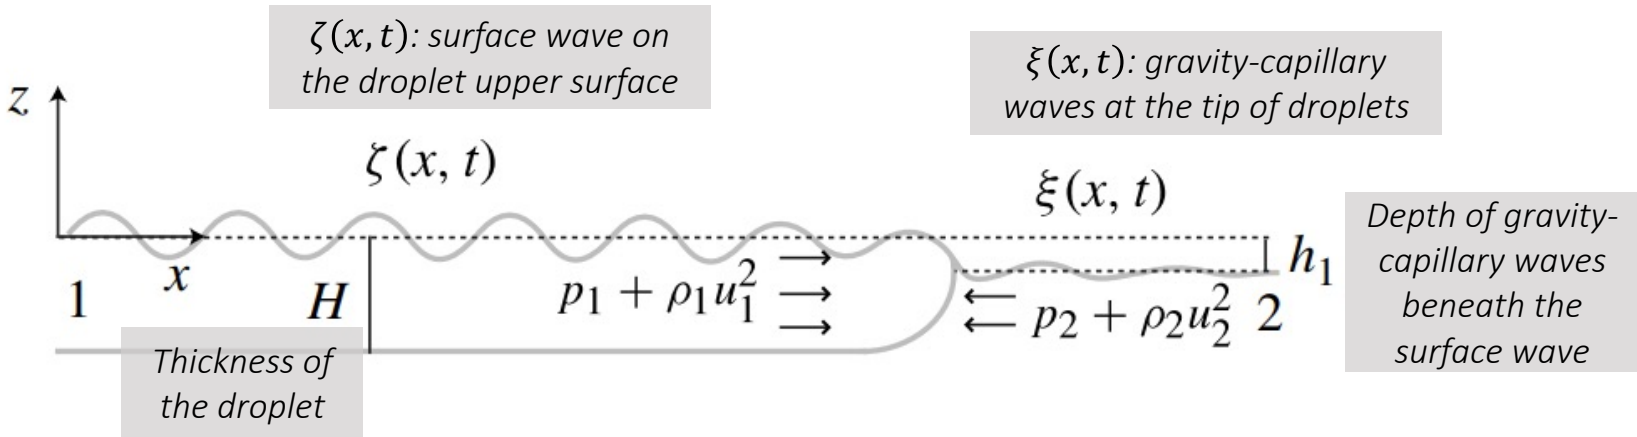 ζ(x, t): surface wave on
the droplet upper surface
ξ(x, t): gravity-capillary
waves at the tip of droplets
z
ζ(x, t)
ξ(x, t)
Depth of gravity-
capillary waves
beneath the
surface wave
h₁
x
1
H
p₁ + ρ₁u₁²
p₂ + ρ₂u₂²
2
Thickness of
the droplet